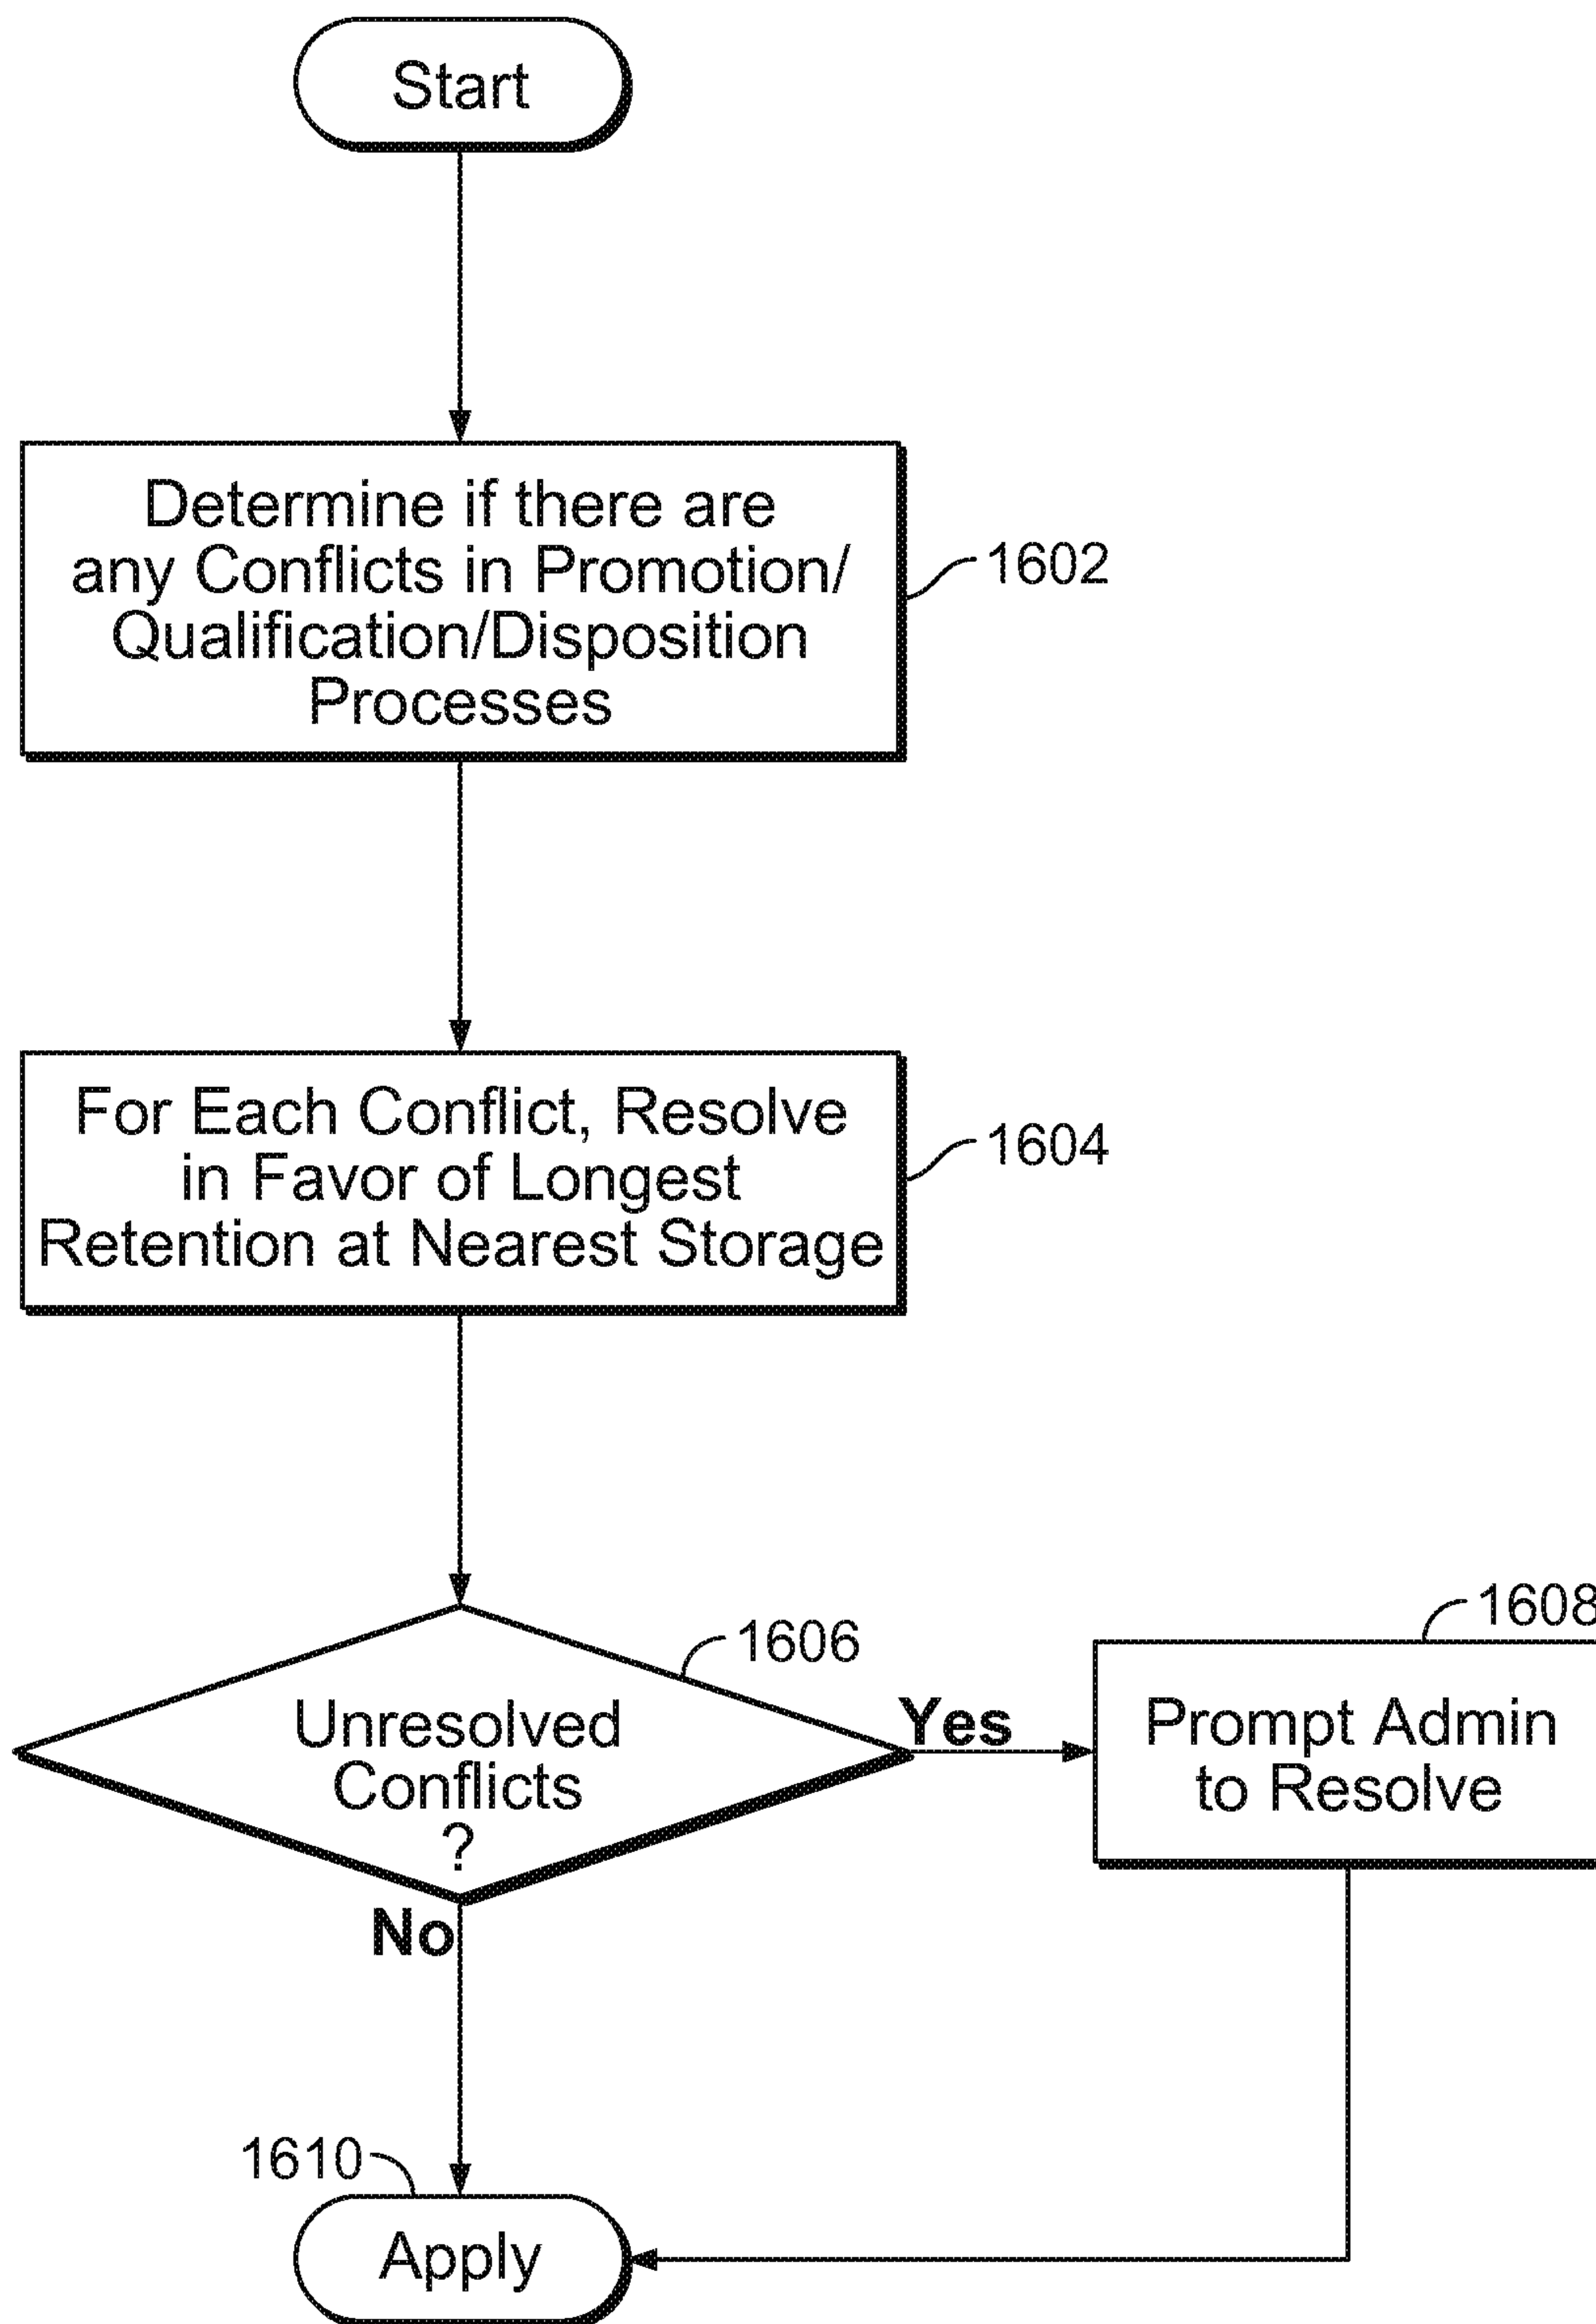 Start
Determine if there are
any Conflicts in Promotion/
Qualification/Disposition
Processes
1602
For Each Conflict, Resolve
in Favor of Longest
Retention at Nearest Storage
1604
1606
Unresolved
Conflicts
?
Yes
1608
Prompt Admin
to Resolve
No
1610
Apply